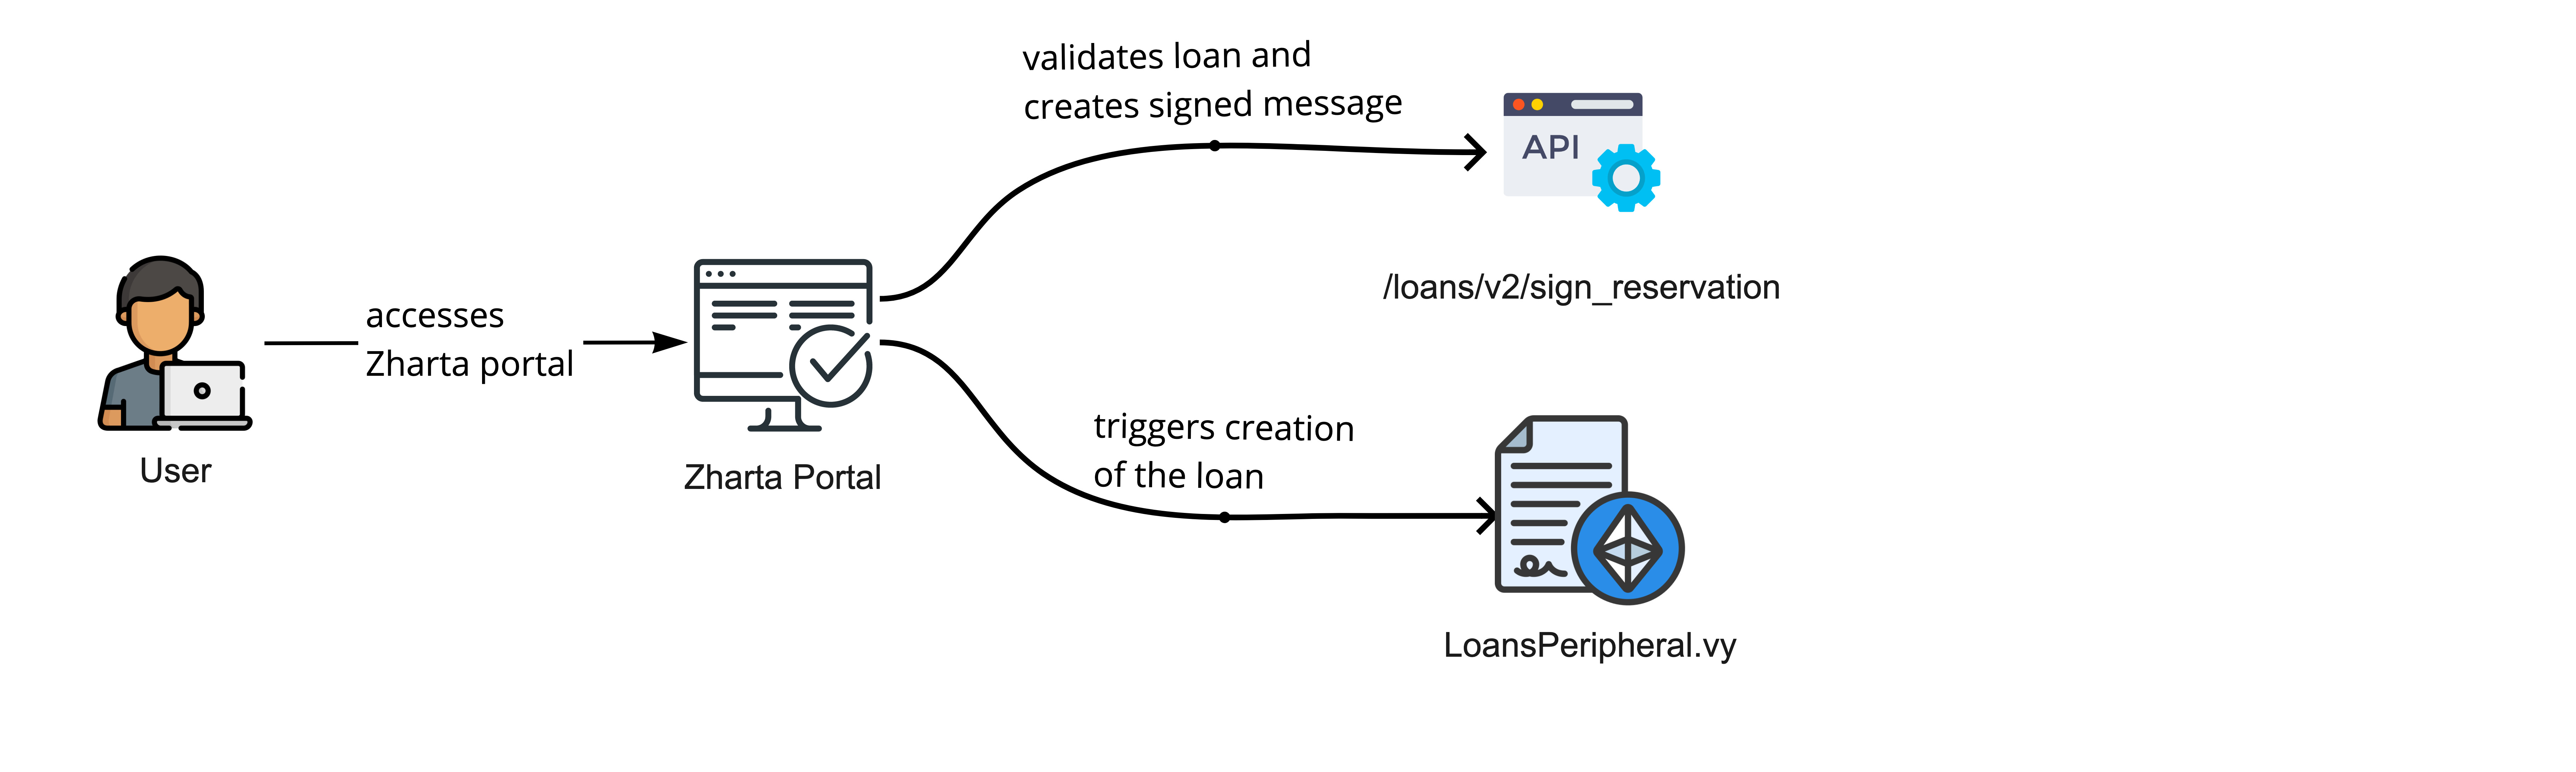 validates loan and
creates signed message
API
/loans/v2/sign_reservation
accesses
Zharta portal
User
Zharta Portal
triggers creation
of the loan
LoansPeripheral.vy